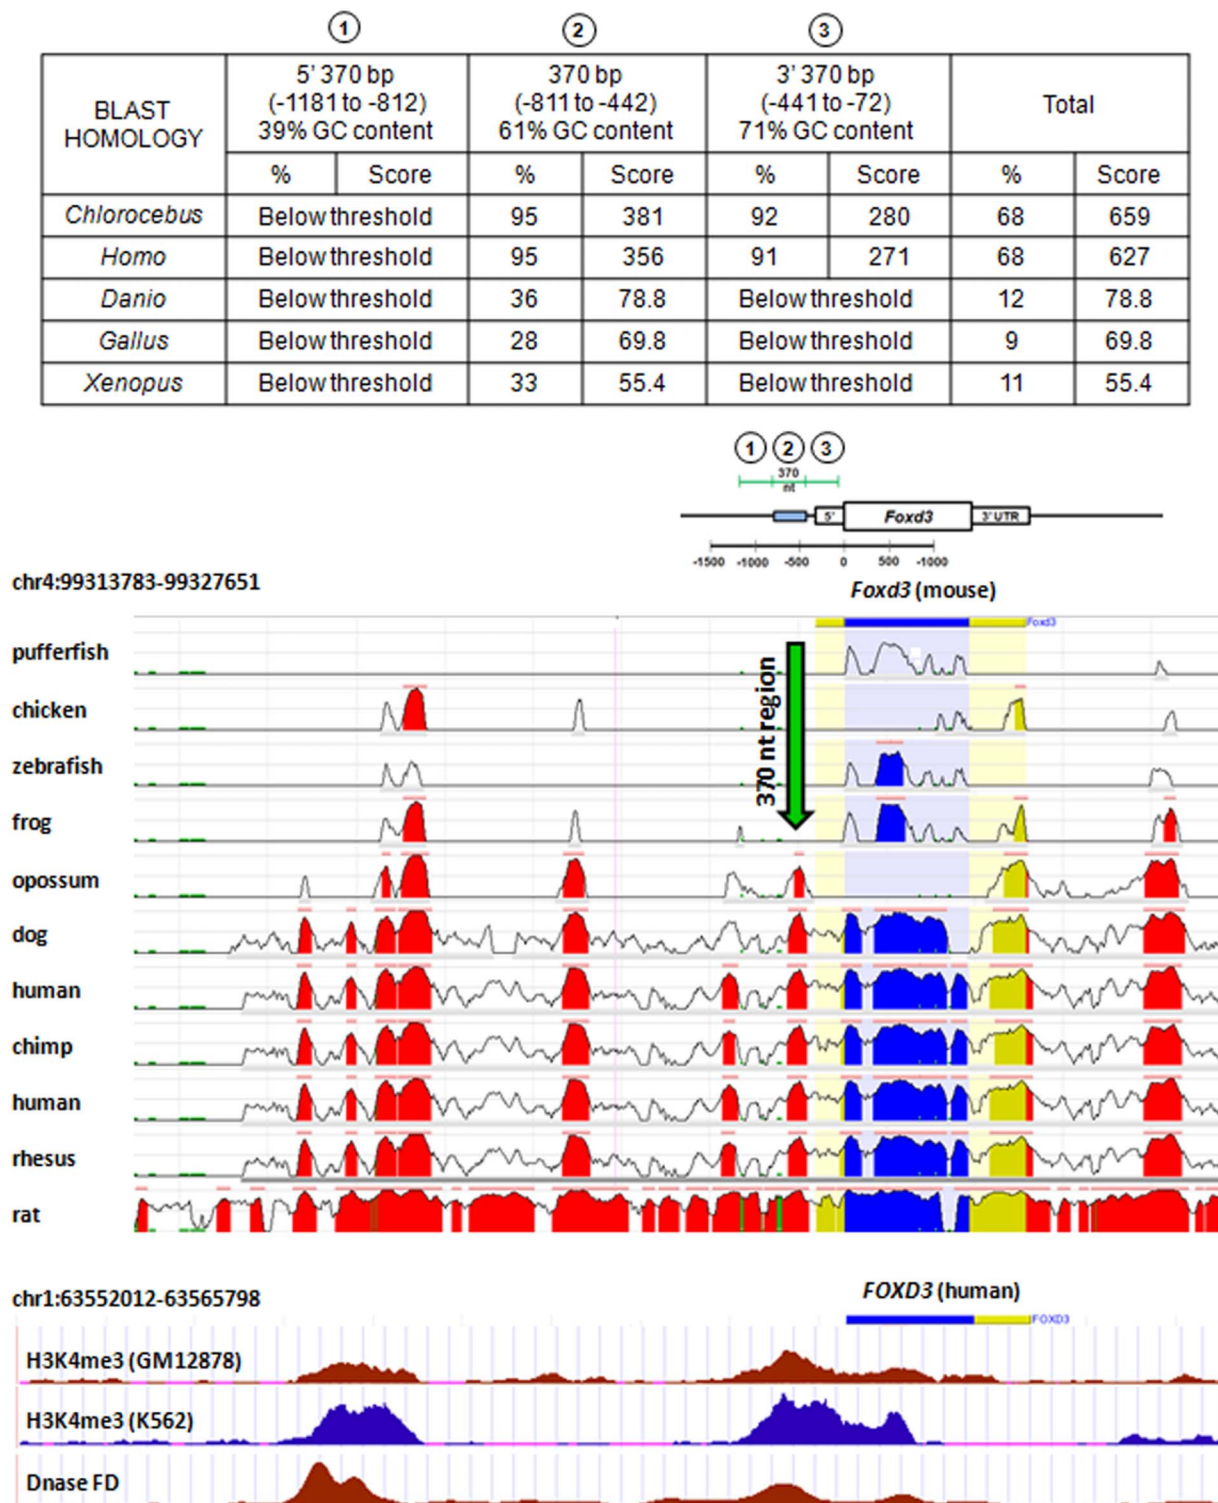 1 2 3
BLAST HOMOLOGY
5' 370 bp (-1181 to -812) 39% GC content
370 bp (-811 to -442) 61% GC content
3' 370 bp (-441 to -72) 71% GC content
Total
% Score % Score % Score % Score
Chlorocebus Below threshold 95 381 92 280 68 659
Homo Below threshold 95 356 91 271 68 627
Danio Below threshold 36 78.8 Below threshold 12 78.8
Gallus Below threshold 28 69.8 Below threshold 9 69.8
Xenopus Below threshold 33 55.4 Below threshold 11 55.4
1 2 3
370
nt
5' Foxd3 3' UTR
-1500 -1000 -500 0 500 -1000
chr4:99313783-99327651
Foxd3 (mouse)
Foxd3
370 nt region
pufferfish
chicken
zebrafish
frog
opossum
dog
human
chimp
human
rhesus
rat
chr1:63552012-63565798
FOXD3 (human)
FOXD3
H3K4me3 (GM12878)
H3K4me3 (K562)
Dnase FD